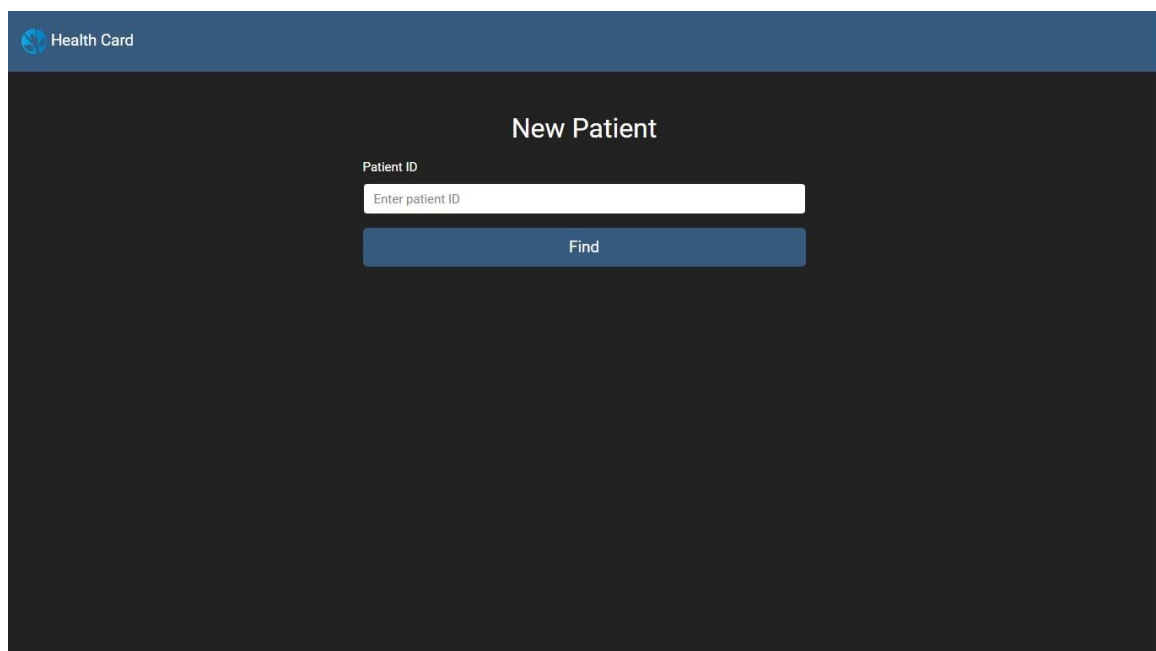 Health Card
New Patient
Patient ID
Enter patient ID
Find